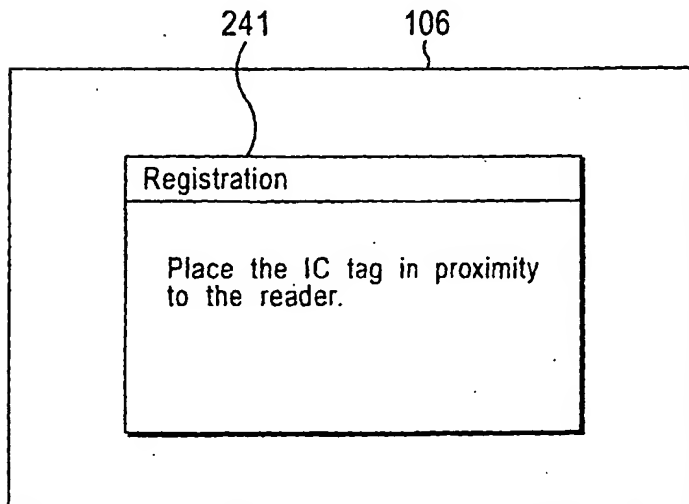 241 106
Registration
Place the IC tag in proximity
to the reader.